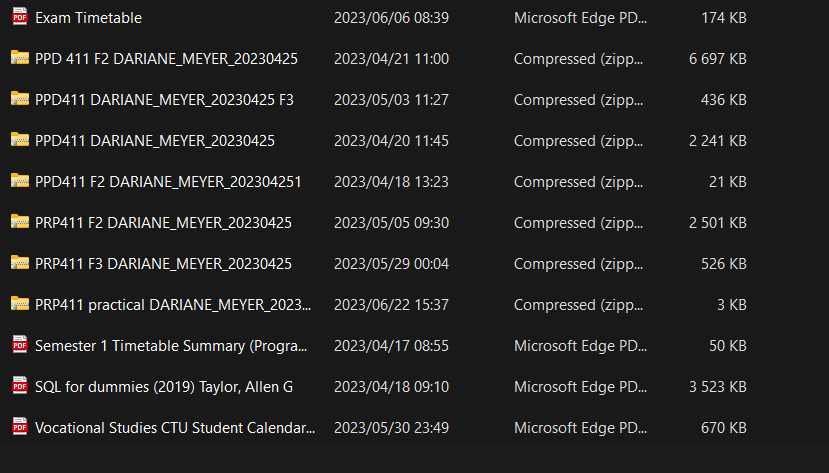 Exam Timetable 2023/06/06 08:39 Microsoft Edge PD... 174 KB
PPD 411 F2 DARIANE_MEYER_20230425 2023/04/21 11:00 Compressed (zipp... 6 697 KB
PPD411 DARIANE_MEYER_20230425 F3 2023/05/03 11:27 Compressed (zipp... 436 KB
PPD411 DARIANE_MEYER_20230425 2023/04/20 11:45 Compressed (zipp... 2 241 KB
PPD411 F2 DARIANE_MEYER_202304251 2023/04/18 13:23 Compressed (zipp... 21 KB
PRP411 F2 DARIANE_MEYER_20230425 2023/05/05 09:30 Compressed (zipp... 2 501 KB
PRP411 F3 DARIANE_MEYER_20230425 2023/05/29 00:04 Compressed (zipp... 526 KB
PRP411 practical DARIANE_MEYER_2023... 2023/06/22 15:37 Compressed (zipp... 3 KB
Semester 1 Timetable Summary (Progra... 2023/04/17 08:55 Microsoft Edge PD... 50 KB
SQL for dummies (2019) Taylor, Allen G 2023/04/18 09:10 Microsoft Edge PD... 3 523 KB
Vocational Studies CTU Student Calendar... 2023/05/30 23:49 Microsoft Edge PD... 670 KB